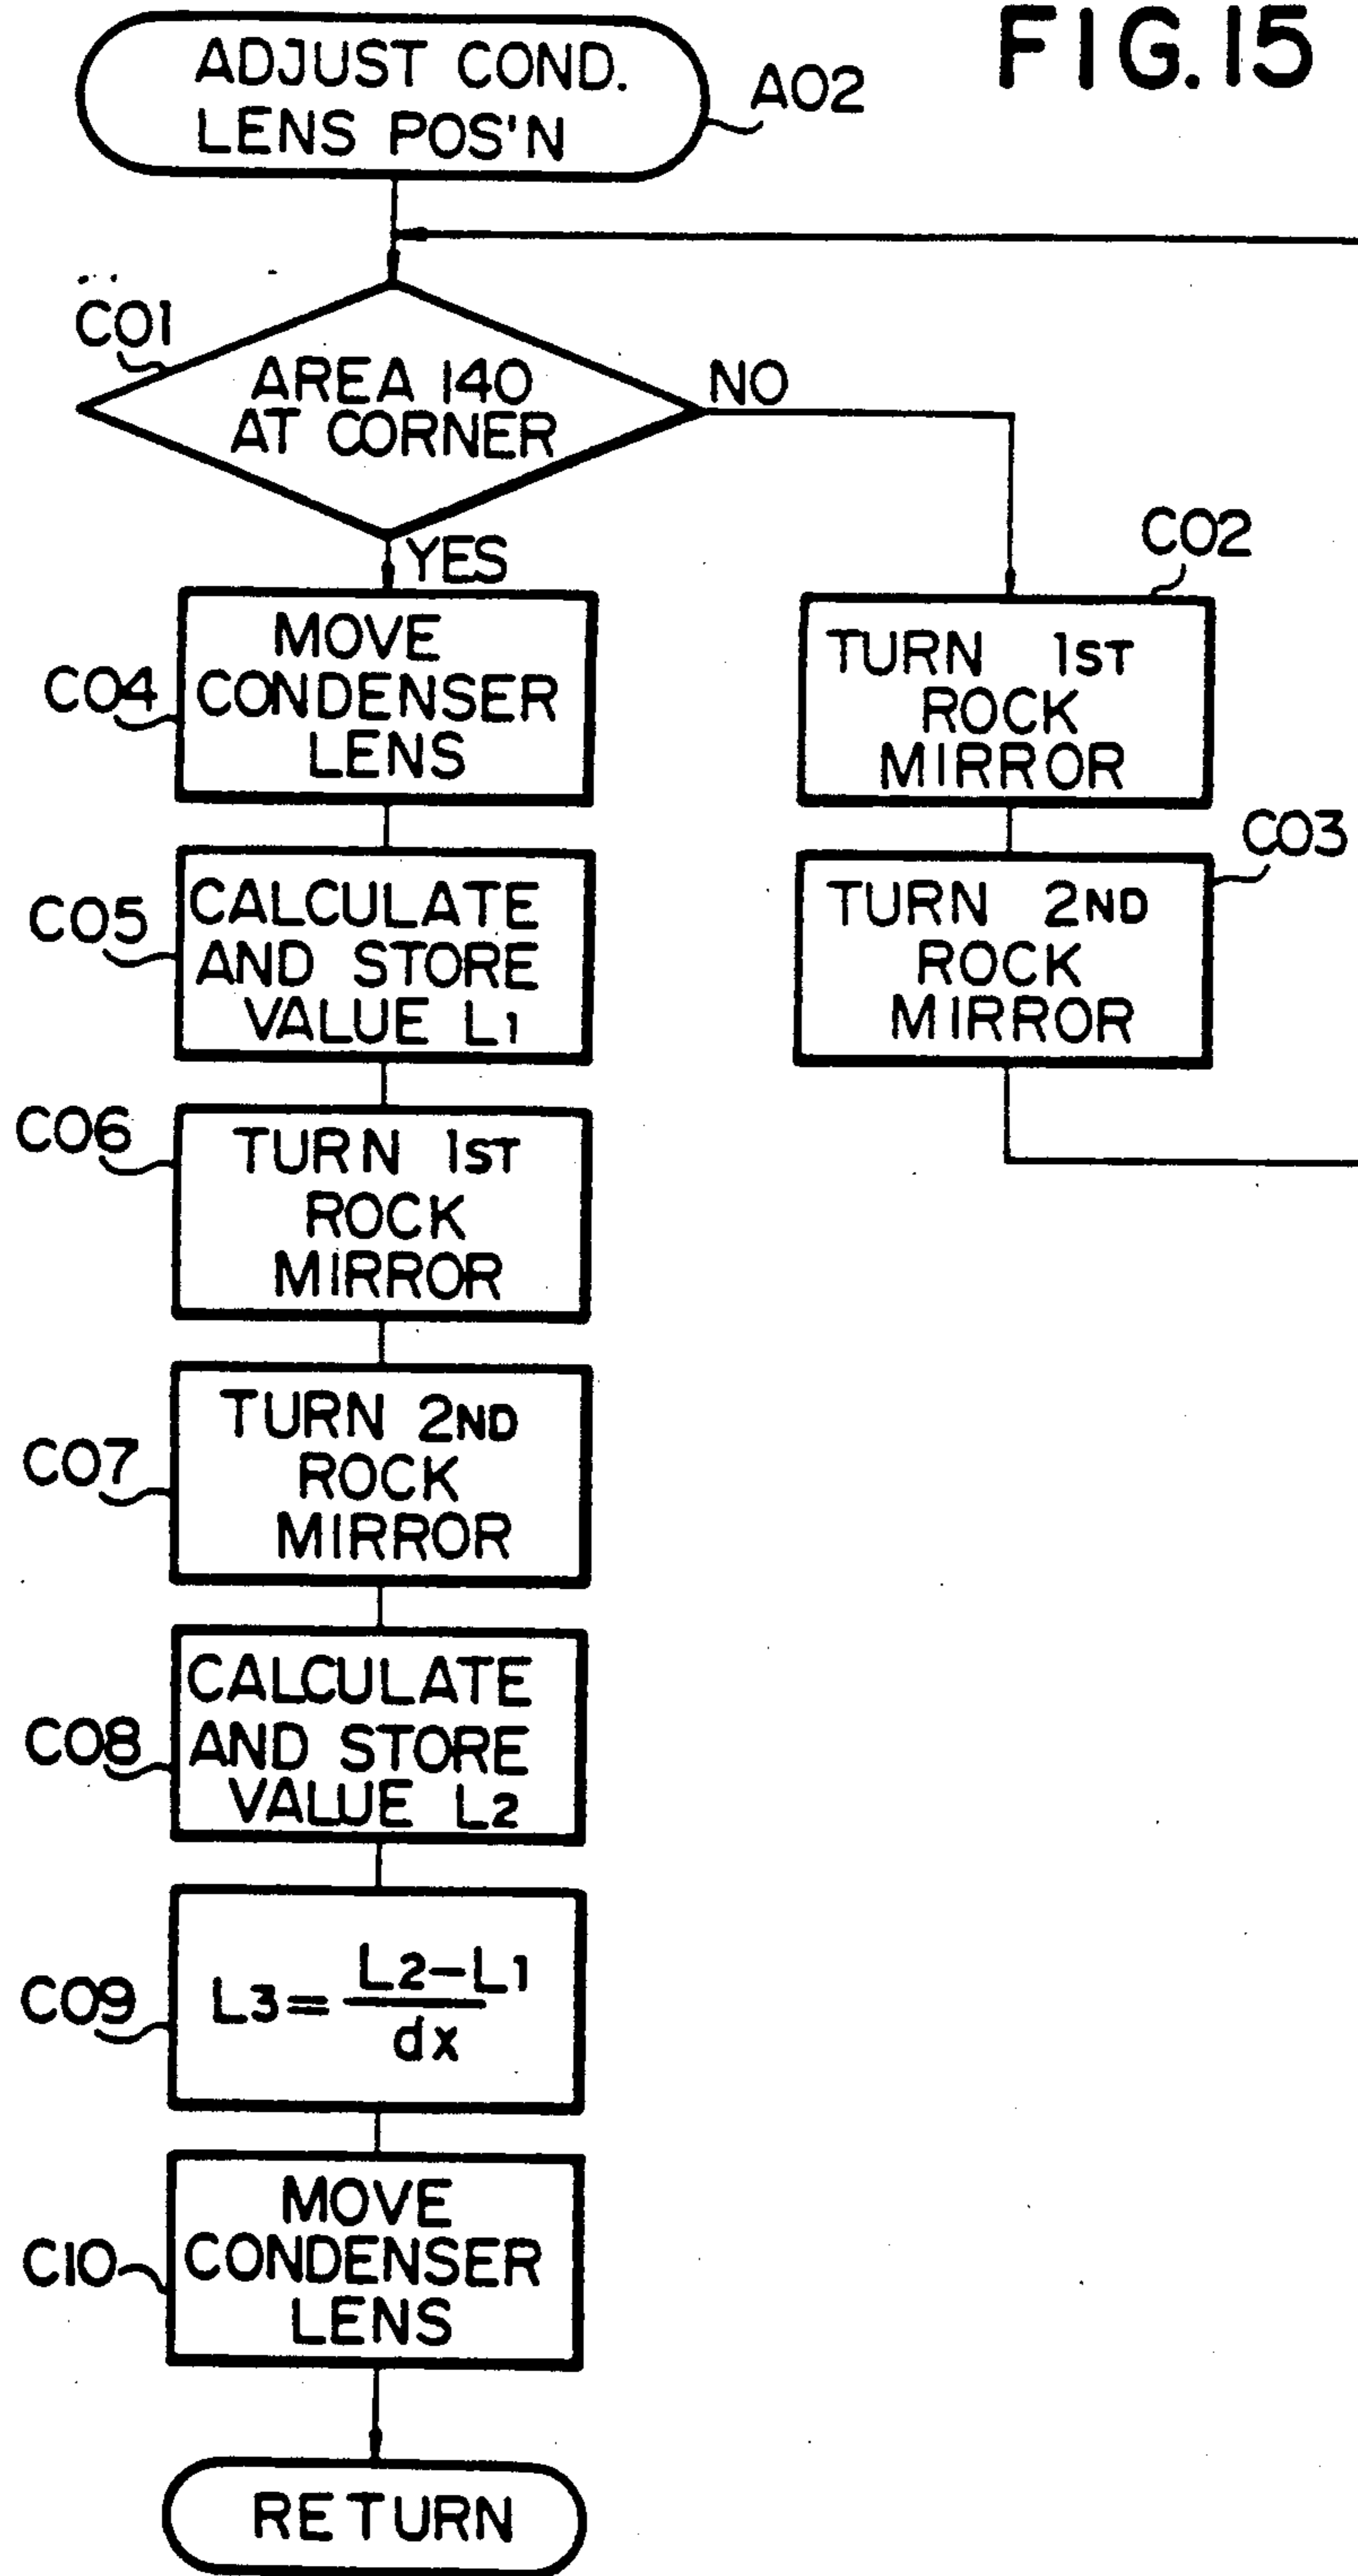 FIG. 15
ADJUST COND.
LENS POS'N
A02
C01
AREA 140
AT CORNER
NO
YES
C02
TURN 1ST
ROCK
MIRROR
C03
TURN 2ND
ROCK
MIRROR
C04
MOVE
CONDENSER
LENS
C05
CALCULATE
AND STORE
VALUE L1
C06
TURN 1ST
ROCK
MIRROR
C07
TURN 2ND
ROCK
MIRROR
C08
CALCULATE
AND STORE
VALUE L2
C09
L3 = L2-L1
dx
C10
MOVE
CONDENSER
LENS
RETURN